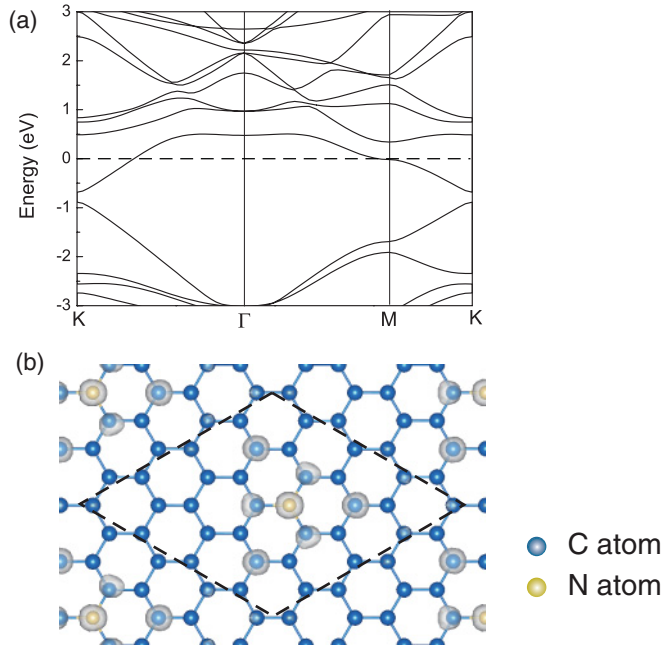 (a)
3
2
1
0
-1
-2
-3
Energy (eV)
K Γ M K
(b)
C atom
N atom